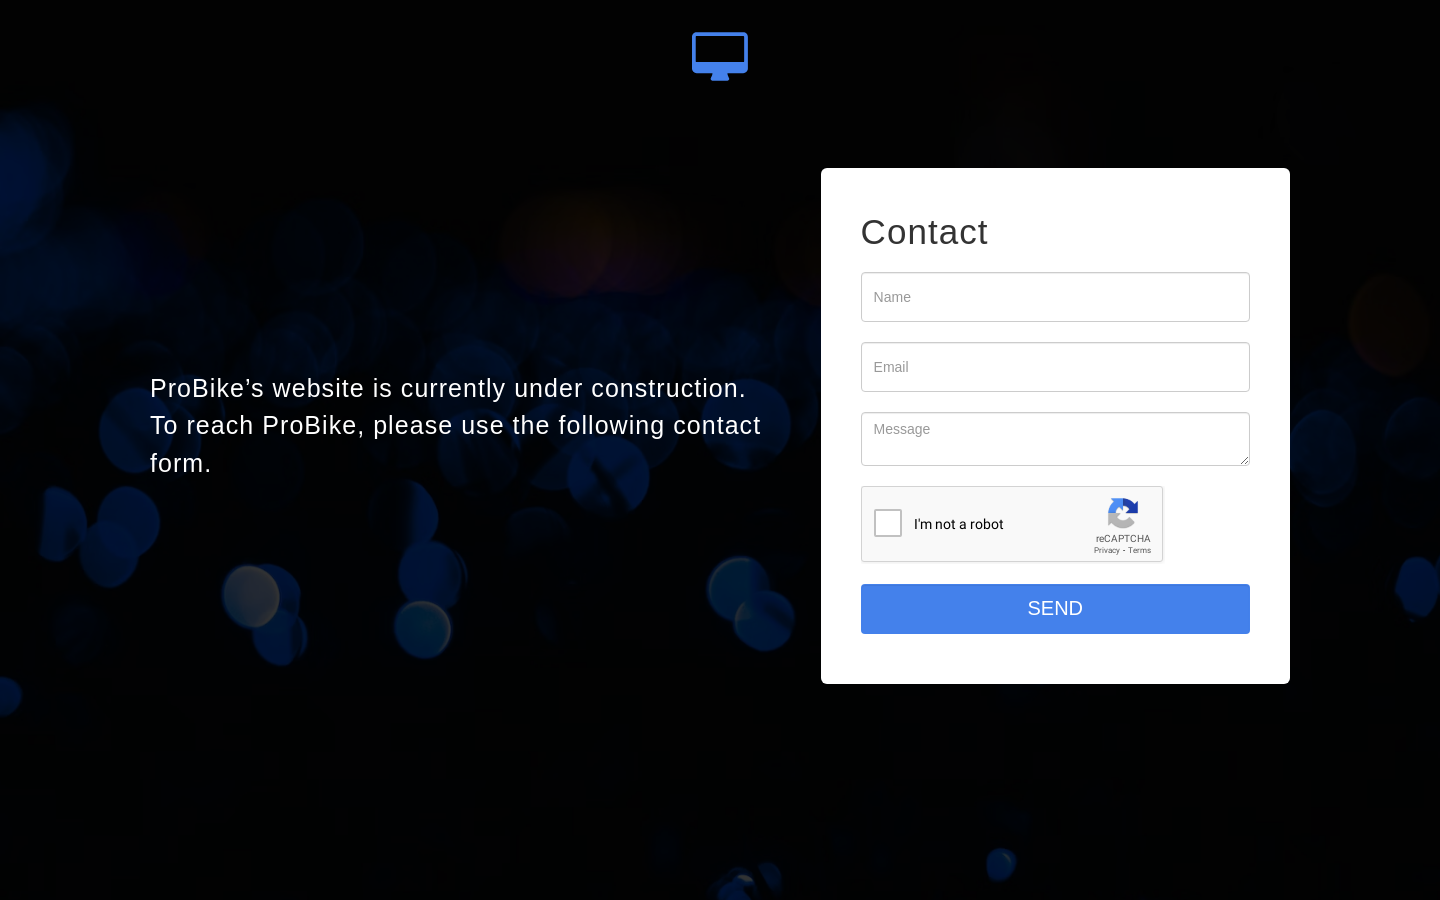 ProBike’s website is currently under construction.
To reach ProBike, please use the following contact
form.
Contact
Name
Email
Message
I'm not a robot
reCAPTCHA
Privacy - Terms
SEND